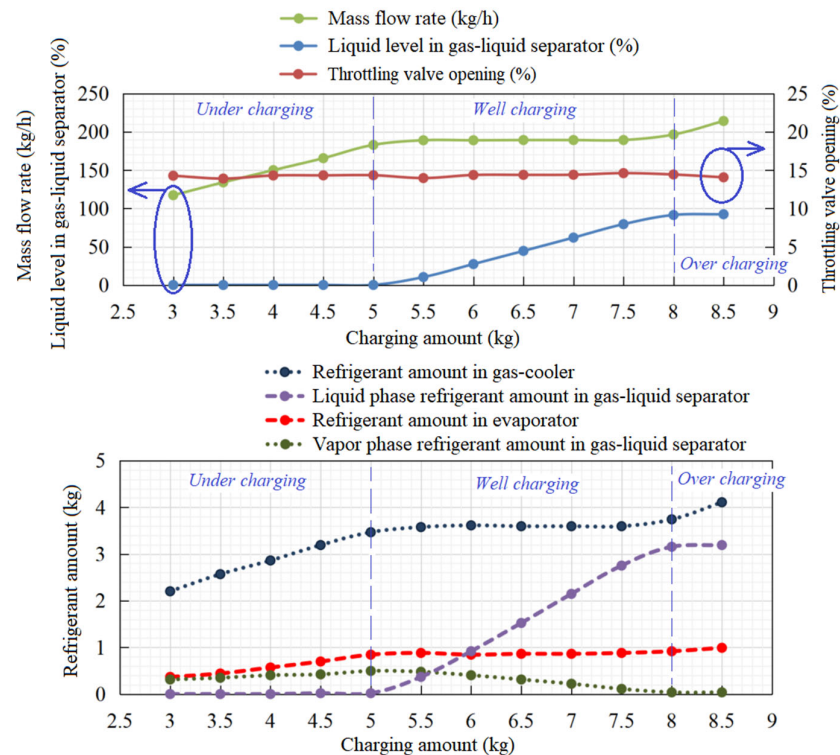 Mass flow rate (kg/h)
Liquid level in gas-liquid separator (%)
Throttling valve opening (%)
Mass flow rate (kg/h)
Liquid level in gas-liquid separator (%)
250
200
150
100
50
0
Under charging
Well charging
Over charging
25
20
15
10
5
0
Throttling valve opening (%)
2.5 3 3.5 4 4.5 5 5.5 6 6.5 7 7.5 8 8.5 9
Charging amount (kg)
Refrigerant amount in gas-cooler
Liquid phase refrigerant amount in gas-liquid separator
Refrigerant amount in evaporator
Vapor phase refrigerant amount in gas-liquid separator
Refrigerant amount (kg)
5
4
3
2
1
0
Under charging
Well charging
Over charging
2.5 3 3.5 4 4.5 5 5.5 6 6.5 7 7.5 8 8.5 9
Charging amount (kg)